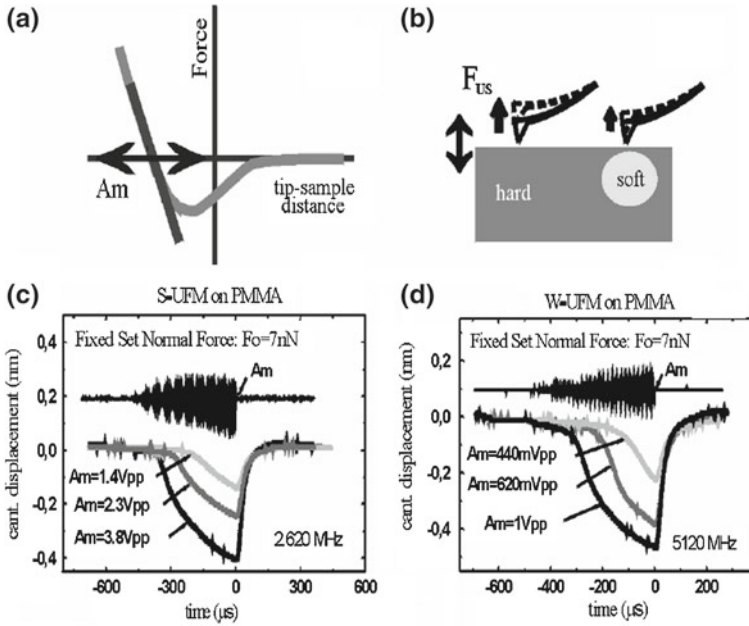 (a)
Force
Am
tip-sample
distance
(b)
F_US
hard
soft
(c)
S-UFM on PMMA
Fixed Set Normal Force: Fo=7nN
Am
cant. displacement (nm)
0,4
0,2
0,0
-0,2
-0,4
Am=1.4Vpp
Am=2.3Vpp
Am=3.8Vpp
2.620 MHz
-600 -300 0 300 600
time (µs)
(d)
W-UFM on PMMA
Fixed Set Normal Force: Fo=7nN
Am
cant. displacement (nm)
0,4
0,2
0,0
-0,2
-0,4
Am=440mVpp
Am=620mVpp
Am=1Vpp
5120 MHz
-600 -400 -200 0 200
time (µs)